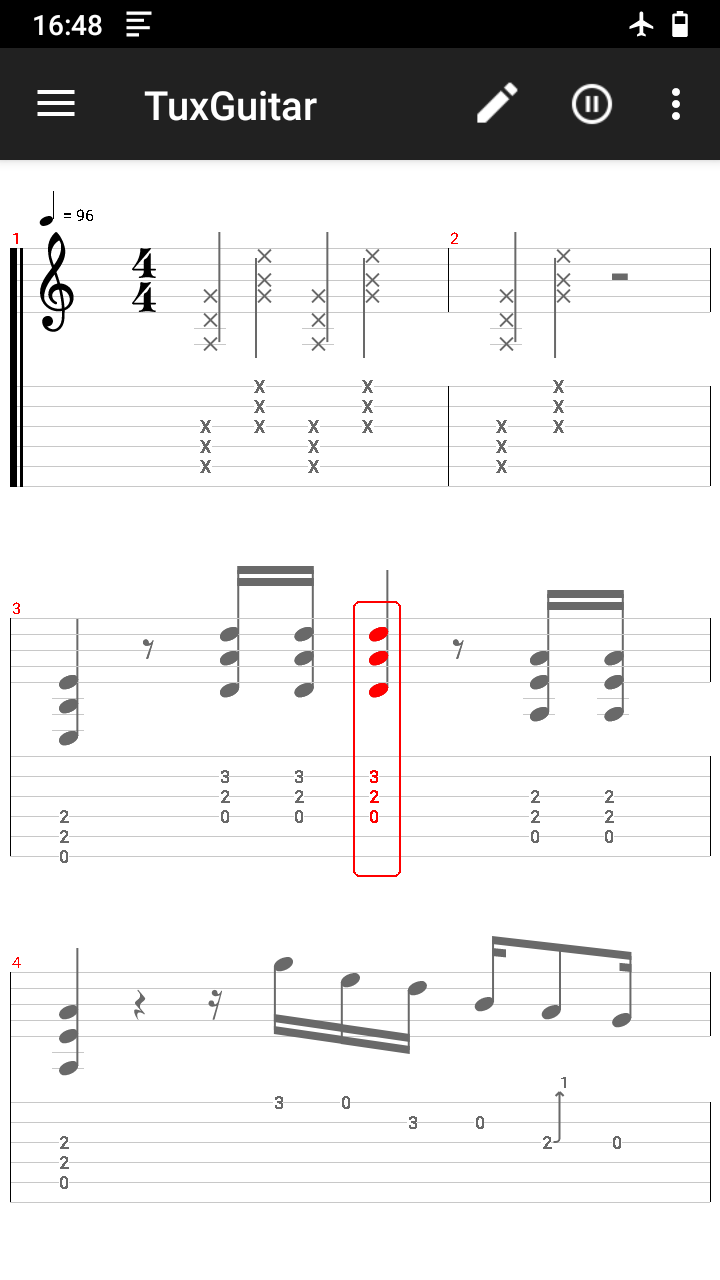 16:48
TuxGuitar
= 96
1 2
4
4
X X X X
X X X X
X X X X X X
X X X
X X X
3
3 3 3
2 2 2 2 2
2 0 0 0 2 2
2 0 0
0
4
1
3 0
3 0
2 2 0
2
0